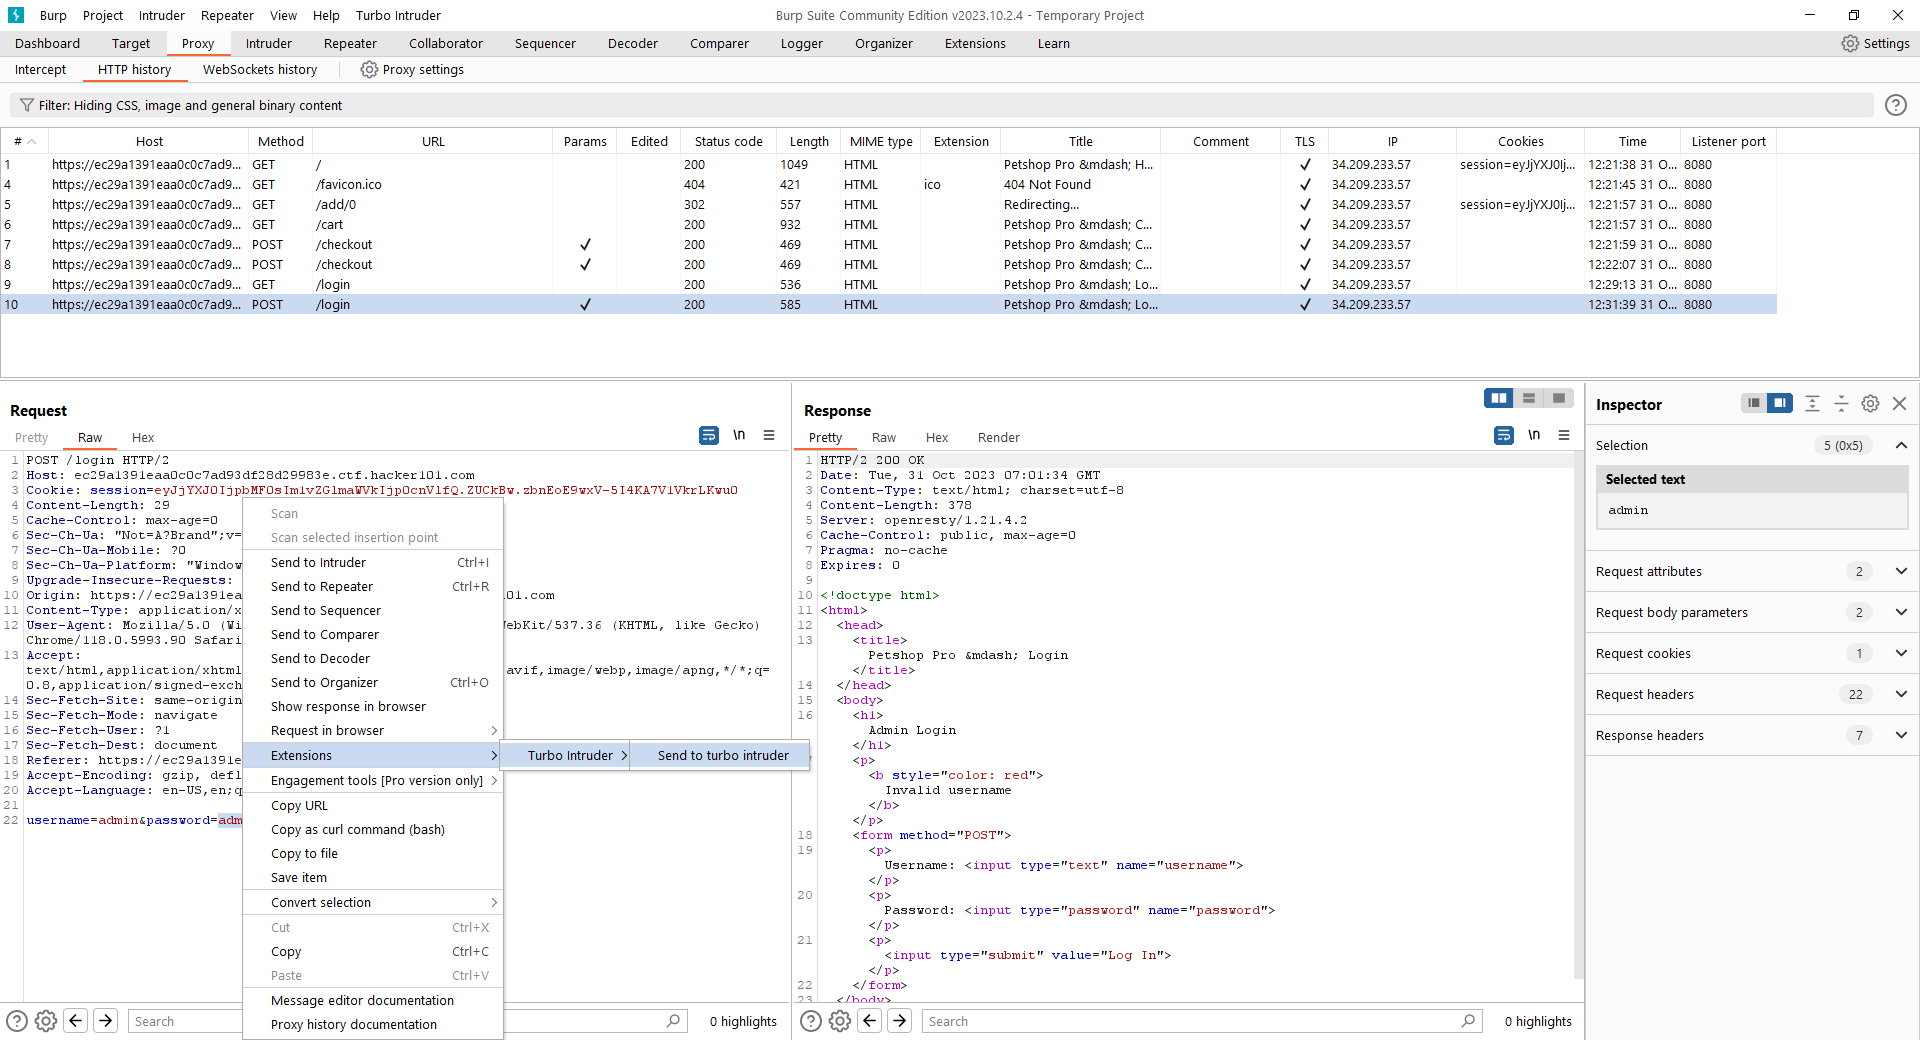 Burp Project Intruder Repeater View Help Turbo Intruder
Burp Suite Community Edition v2023.10.2.4 - Temporary Project
Dashboard Target Proxy Intruder Repeater Collaborator Sequencer Decoder Comparer Logger Organizer Extensions Learn Settings
Intercept HTTP history WebSockets history Proxy settings
Filter: Hiding CSS, image and general binary content
# Host Method URL Params Edited Status code Length MIME type Extension Title Comment TLS IP Cookies Time Listener port
1 https://ec29a1391eaa0c0c7ad9... GET / 200 1049 HTML Petshop Pro &mdash; H... ✓ 34.209.233.57 session=eyJjYXJ0Ij... 12:21:38 31 O... 8080
4 https://ec29a1391eaa0c0c7ad9... GET /favicon.ico 404 421 HTML ico 404 Not Found ✓ 34.209.233.57 12:21:45 31 O... 8080
5 https://ec29a1391eaa0c0c7ad9... GET /add/0 302 557 HTML Redirecting... ✓ 34.209.233.57 session=eyJjYXJ0Ij... 12:21:57 31 O... 8080
6 https://ec29a1391eaa0c0c7ad9... GET /cart 200 932 HTML Petshop Pro &mdash; C... ✓ 34.209.233.57 12:21:57 31 O... 8080
7 https://ec29a1391eaa0c0c7ad9... POST /checkout ✓ 200 469 HTML Petshop Pro &mdash; C... ✓ 34.209.233.57 12:21:59 31 O... 8080
8 https://ec29a1391eaa0c0c7ad9... POST /checkout ✓ 200 469 HTML Petshop Pro &mdash; C... ✓ 34.209.233.57 12:22:07 31 O... 8080
9 https://ec29a1391eaa0c0c7ad9... GET /login 200 536 HTML Petshop Pro &mdash; Lo... ✓ 34.209.233.57 12:29:13 31 O... 8080
10 https://ec29a1391eaa0c0c7ad9... POST /login ✓ 200 585 HTML Petshop Pro &mdash; Lo... ✓ 34.209.233.57 12:31:39 31 O... 8080
Request
Pretty Raw Hex \n
1 POST /login HTTP/2
2 Host: ec29a1391eaa0c0c7ad93df28d29983e.ctf.hacker101.com
3 Cookie: session=eyJjYXJ0IjpbMF0sIm1vZGlmaWVkIjp0cnVlfQ.ZUCkBw.zbnEoE9wxV-5I4KA7V1VkrLKwu0
4 Content-Length: 29
5 Cache-Control: max-age=0
6 Sec-Ch-Ua: "Not=A?Brand";v=
7 Sec-Ch-Ua-Mobile: ?0
8 Sec-Ch-Ua-Platform: "Window
9 Upgrade-Insecure-Requests:
10 Origin: https://ec29a1391ea 01.com
11 Content-Type: application/x
12 User-Agent: Mozilla/5.0 (Wi WebKit/537.36 (KHTML, like Gecko)
Chrome/118.0.5993.90 Safari
13 Accept:
text/html,application/xhtml avif,image/webp,image/apng,*/*;q=
0.8,application/signed-exch
14 Sec-Fetch-Site: same-origin
15 Sec-Fetch-Mode: navigate
16 Sec-Fetch-User: ?1
17 Sec-Fetch-Dest: document
18 Referer: https://ec29a1391e
19 Accept-Encoding: gzip, defl
20 Accept-Language: en-US,en;q
21
22 username=admin&password=adm
Scan
Scan selected insertion point
Send to Intruder Ctrl+I
Send to Repeater Ctrl+R
Send to Sequencer
Send to Comparer
Send to Decoder
Send to Organizer Ctrl+O
Show response in browser
Request in browser
Extensions
Turbo Intruder
Send to turbo intruder
Engagement tools [Pro version only]
Copy URL
Copy as curl command (bash)
Copy to file
Save item
Convert selection
Cut Ctrl+X
Copy Ctrl+C
Paste Ctrl+V
Message editor documentation
Proxy history documentation
Search 0 highlights
Response
Pretty Raw Hex Render \n
1 HTTP/2 200 OK
2 Date: Tue, 31 Oct 2023 07:01:34 GMT
3 Content-Type: text/html; charset=utf-8
4 Content-Length: 378
5 Server: openresty/1.21.4.2
6 Cache-Control: public, max-age=0
7 Pragma: no-cache
8 Expires: 0
9
10 <!doctype html>
11 <html>
12 <head>
13 <title>
Petshop Pro &mdash; Login
</title>
14 </head>
15 <body>
16 <h1>
Admin Login
</h1>
<p>
<b style="color: red">
Invalid username
</b>
</p>
18 <form method="POST">
19 <p>
Username: <input type="text" name="username">
</p>
20 <p>
Password: <input type="password" name="password">
</p>
21 <p>
<input type="submit" value="Log In">
</p>
22 </form>
23 </body>
Search 0 highlights
Inspector
Selection 5 (0x5)
Selected text
admin
Request attributes 2
Request body parameters 2
Request cookies 1
Request headers 22
Response headers 7